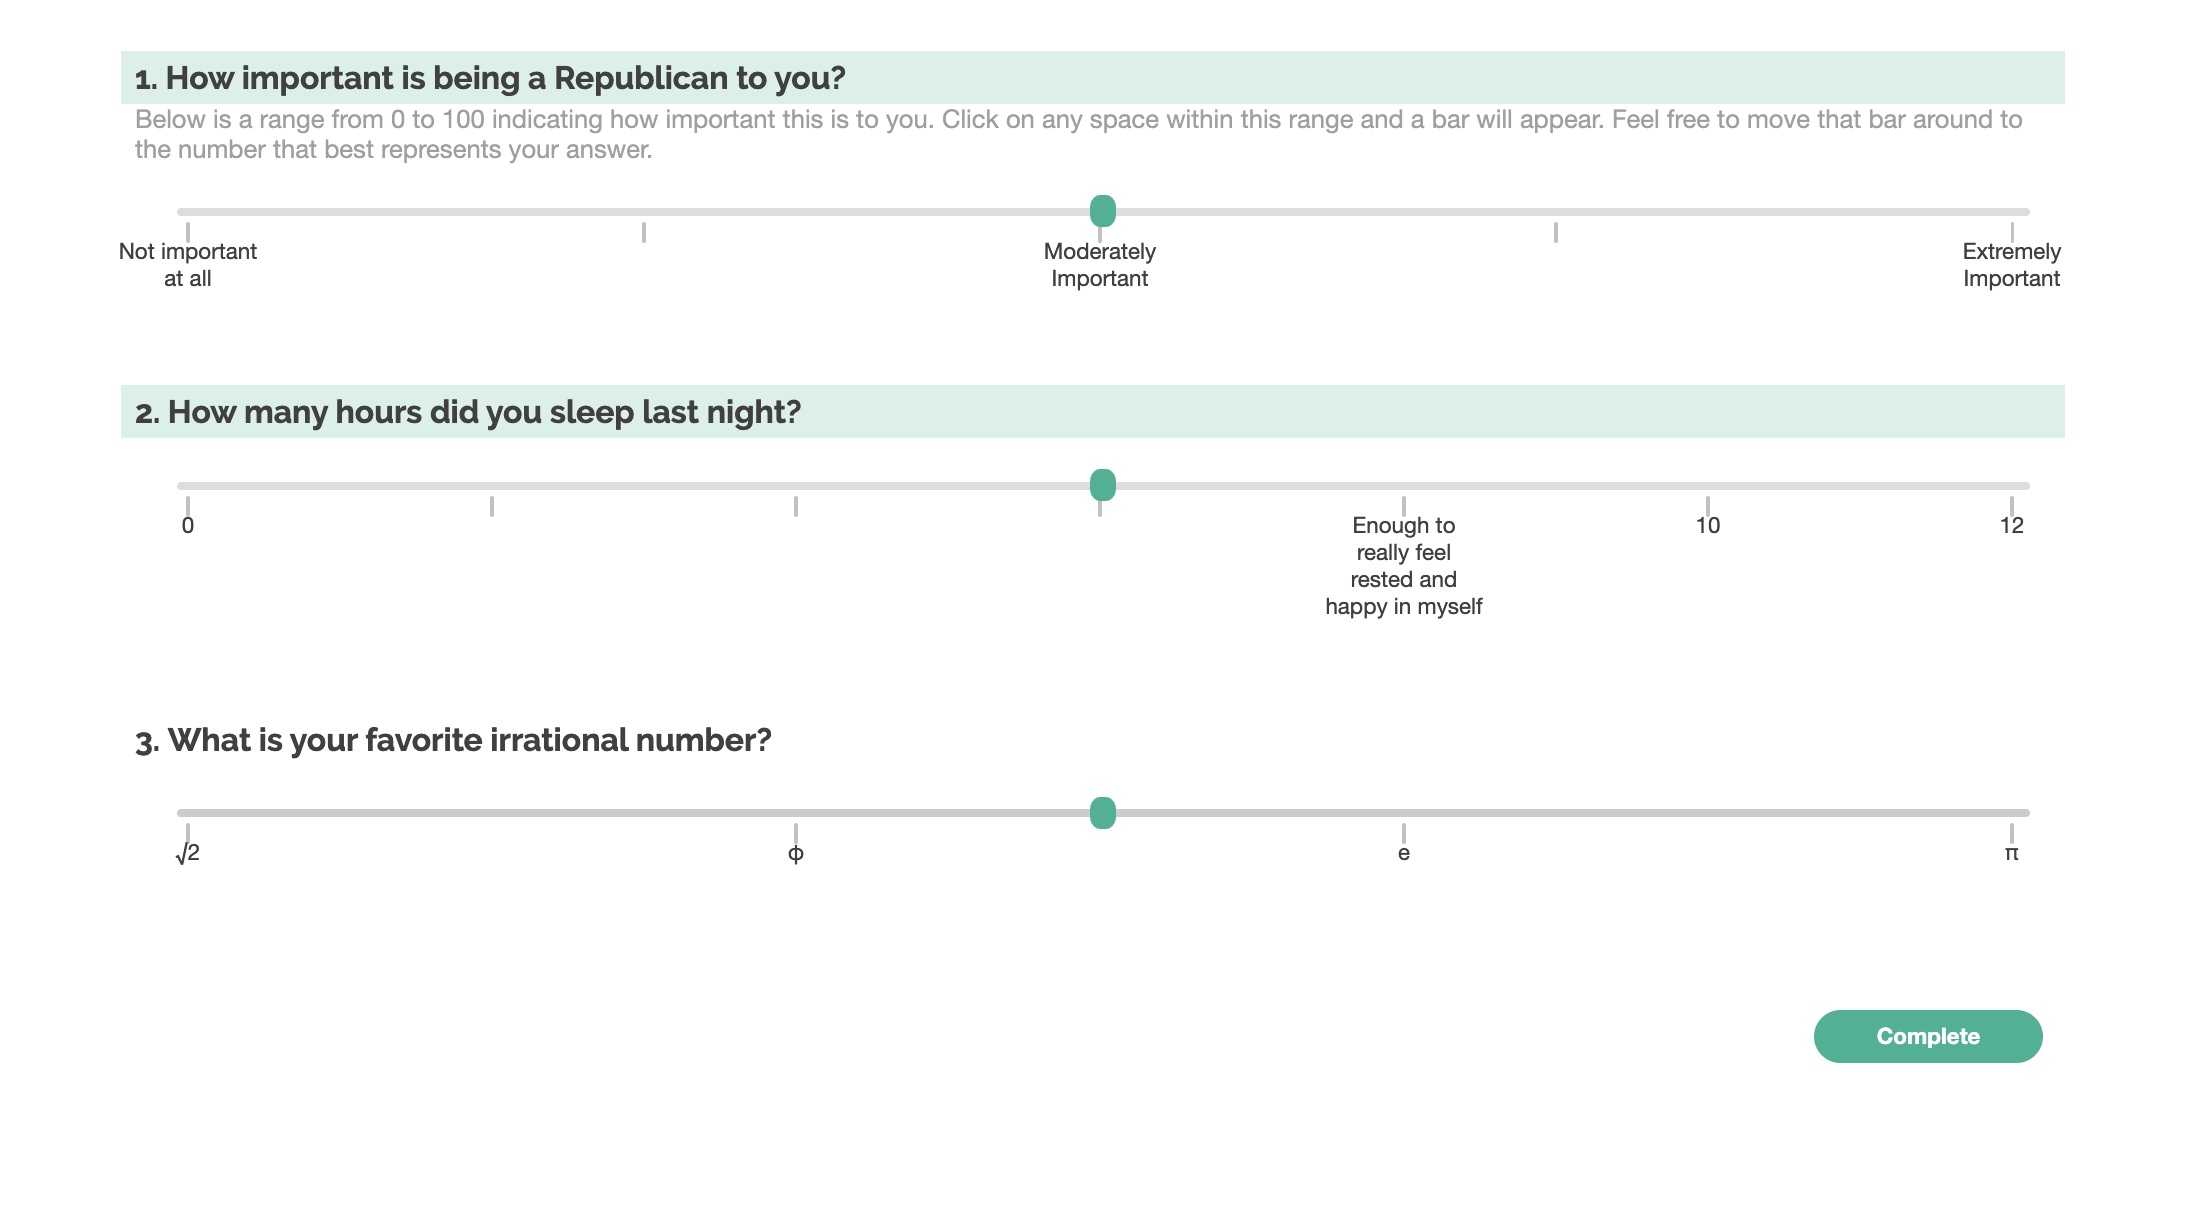 1. How important is being a Republican to you?
Below is a range from 0 to 100 indicating how important this is to you. Click on any space within this range and a bar will appear. Feel free to move that bar around to
the number that best represents your answer.
Not important
at all
Moderately
Important
Extremely
Important
2. How many hours did you sleep last night?
0
Enough to
really feel
rested and
happy in myself
10
12
3. What is your favorite irrational number?
√2
ϕ
e
π
Complete